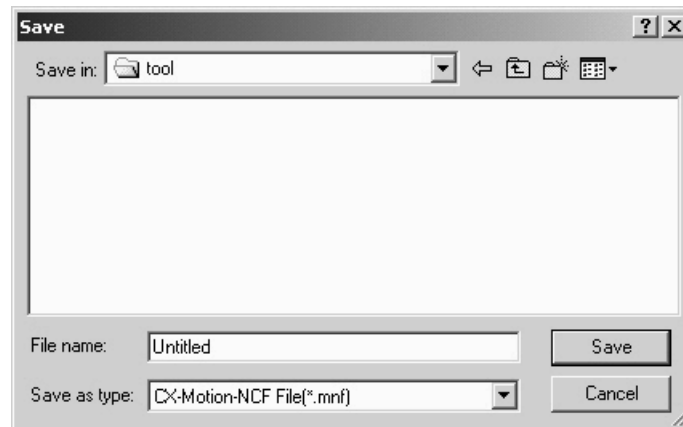 Save
Save in: tool
File name: Untitled Save
Save as type: CX-Motion-NCF File(*.mnf) Cancel